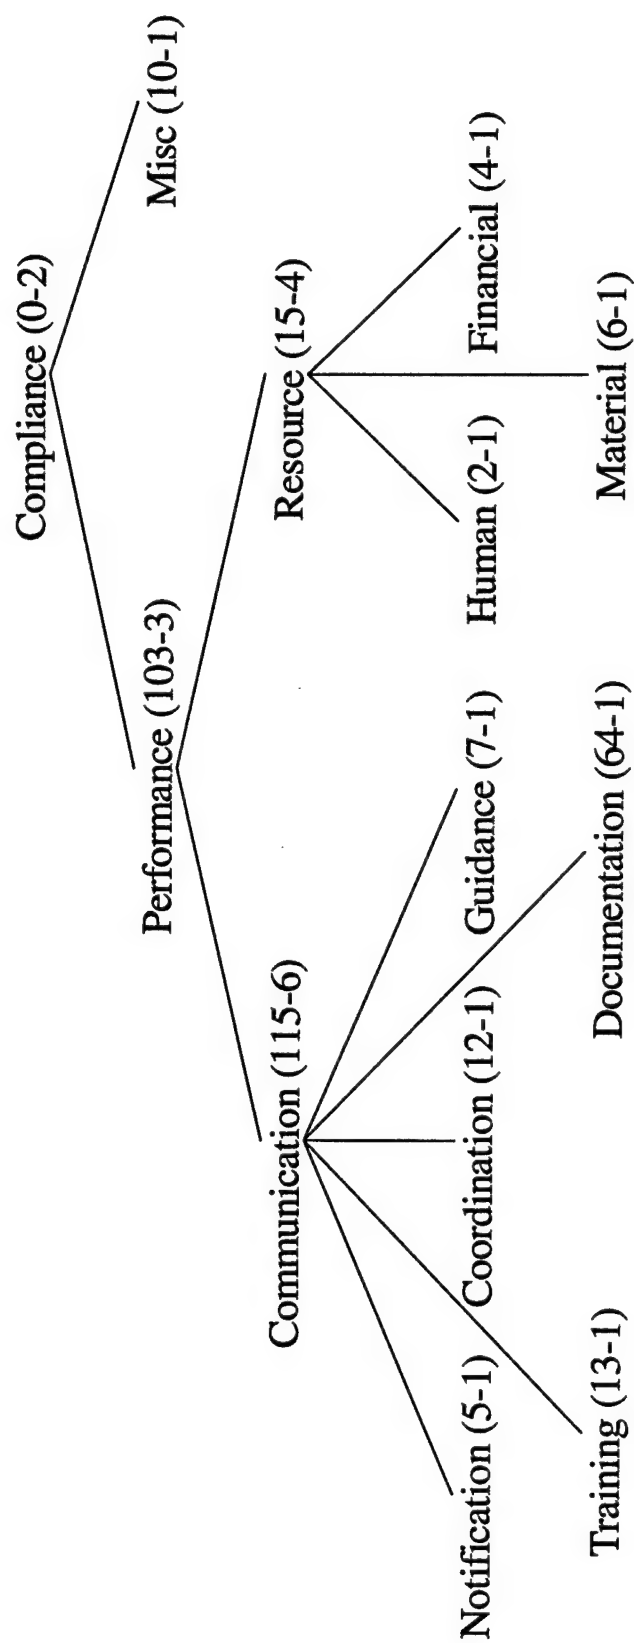 Compliance (0-2)
Performance (103-3)
Misc (10-1)
Communication (115-6)
Resource (15-4)
Notification (5-1)
Coordination (12-1)
Guidance (7-1)
Human (2-1)
Financial (4-1)
Training (13-1)
Documentation (64-1)
Material (6-1)